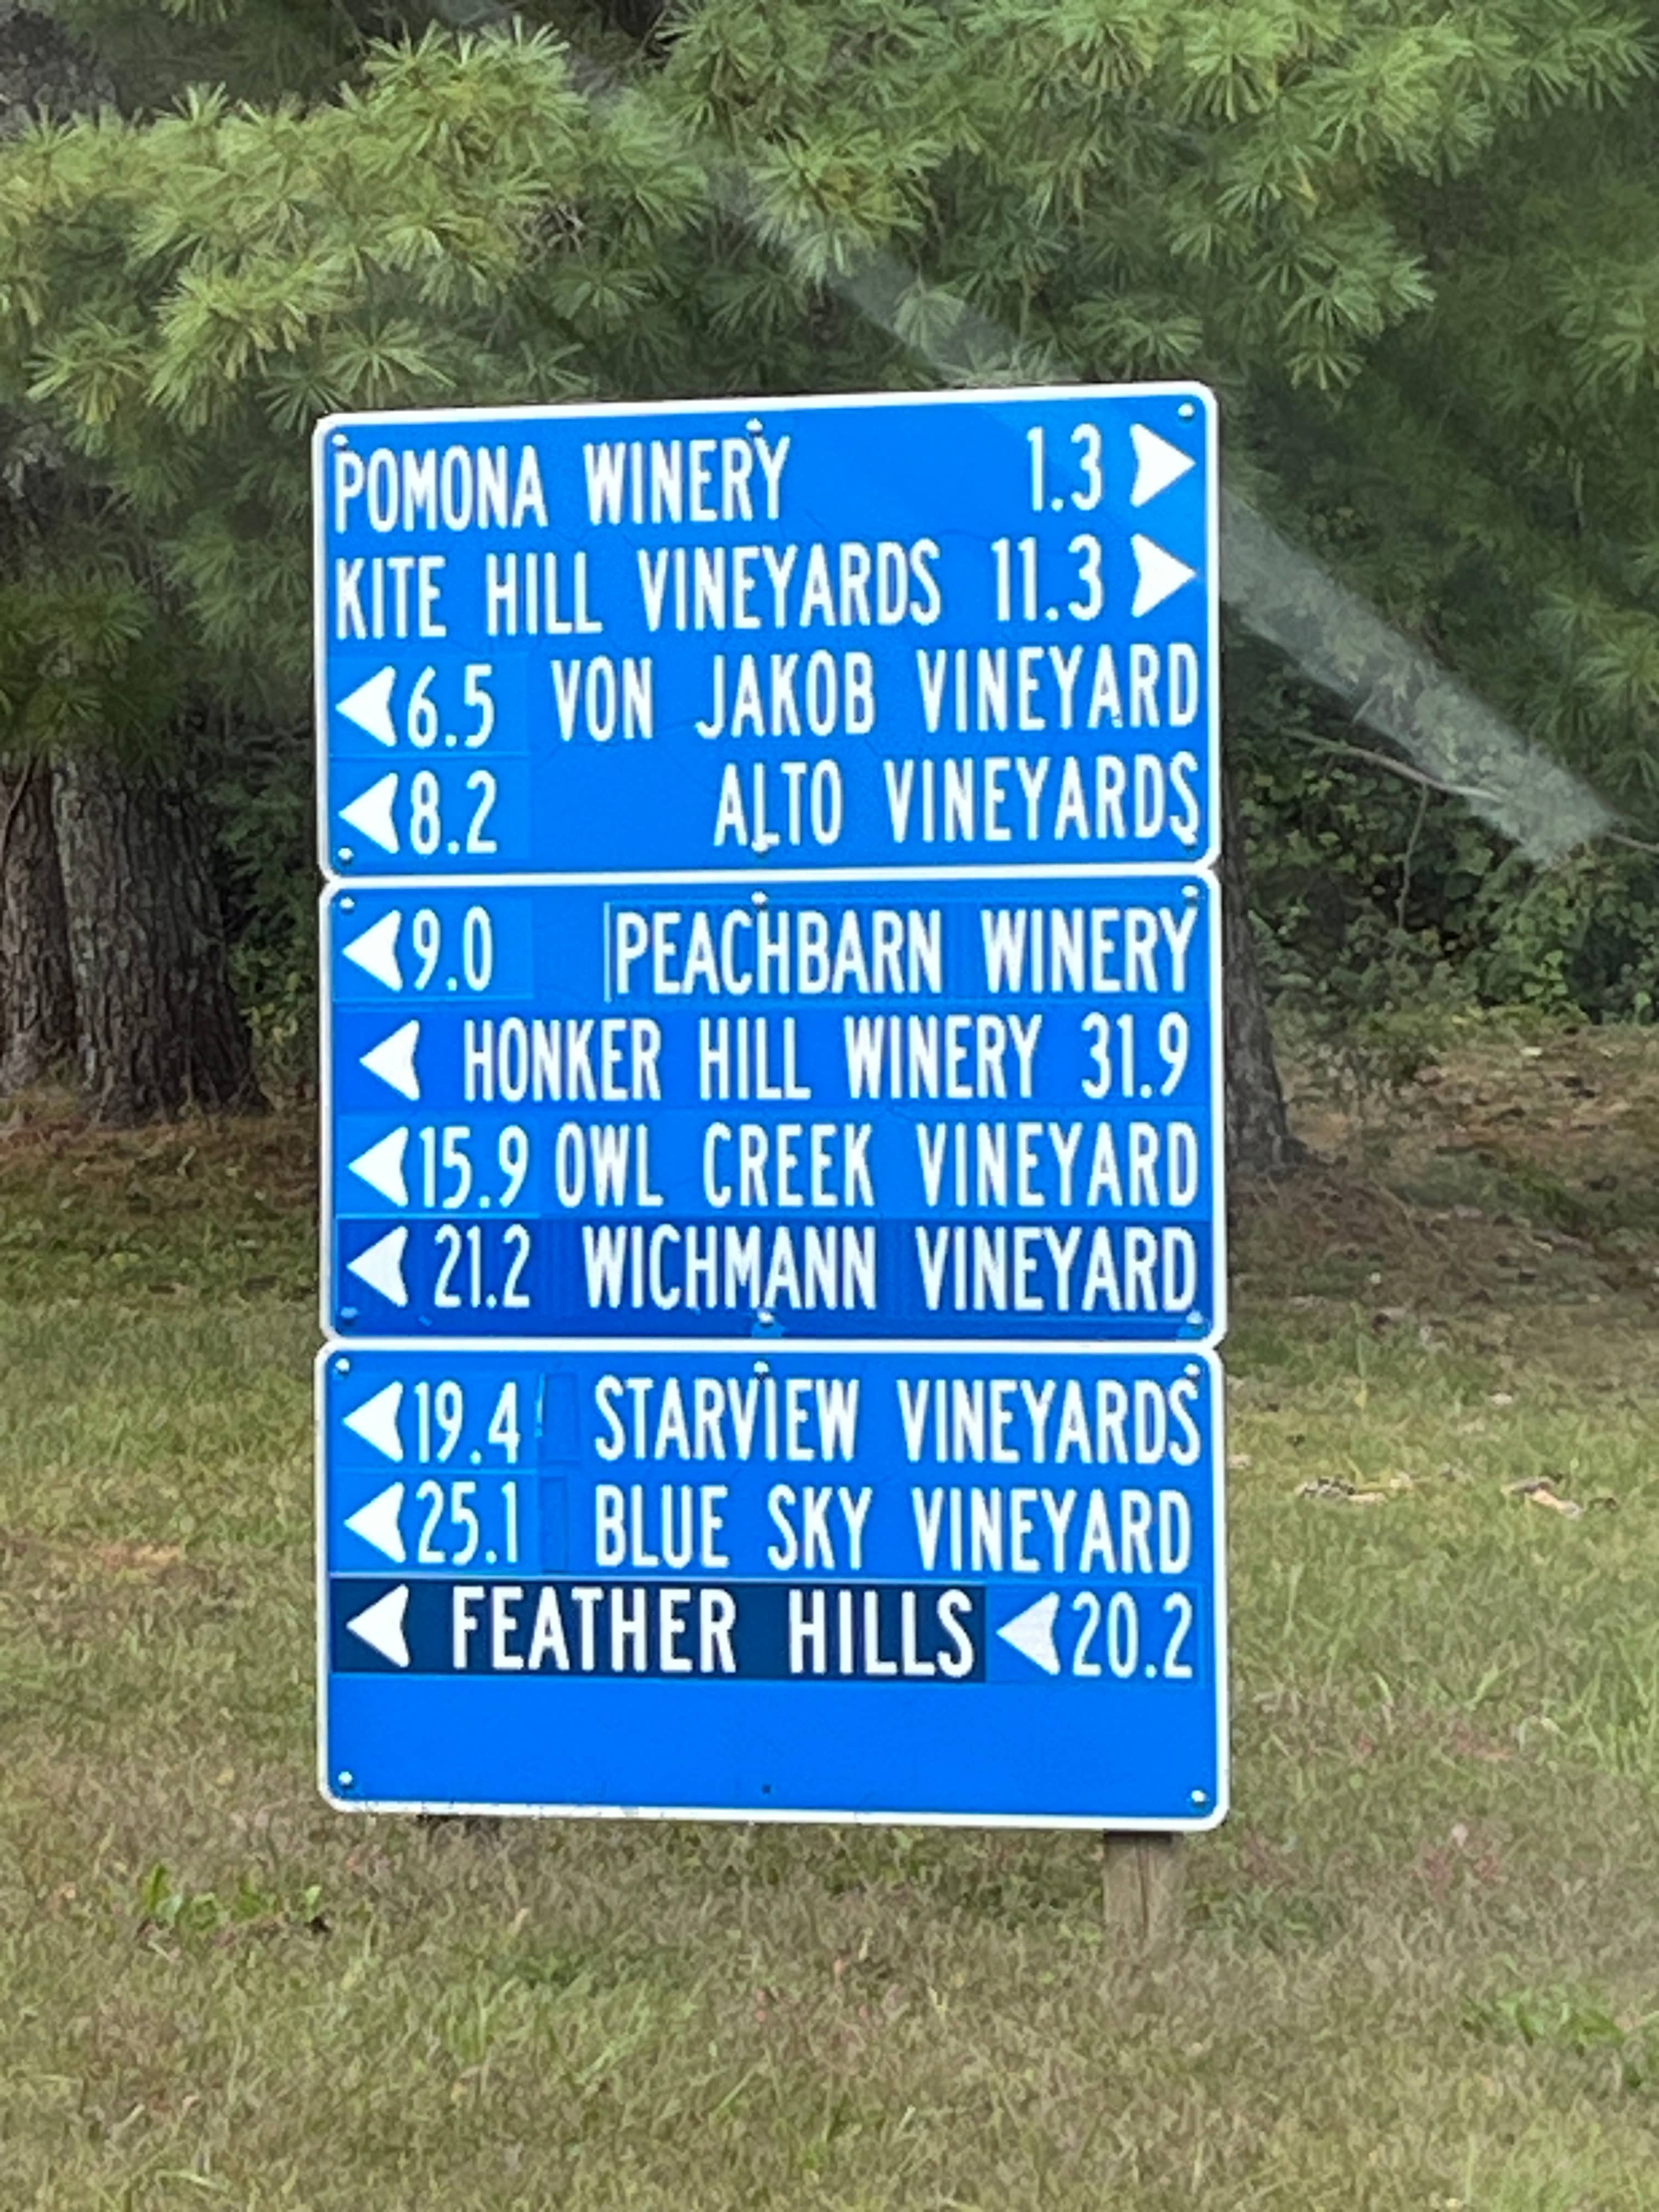 POMONA WINERY 1.3
KITE HILL VINEYARDS 11.3
6.5 VON JAKOB VINEYARD
8.2 ALTO VINEYARDS
9.0 PEACHBARN WINERY
HONKER HILL WINERY 31.9
15.9 OWL CREEK VINEYARD
21.2 WICHMANN VINEYARD
19.4 STARVIEW VINEYARDS
25.1 BLUE SKY VINEYARD
FEATHER HILLS 20.2